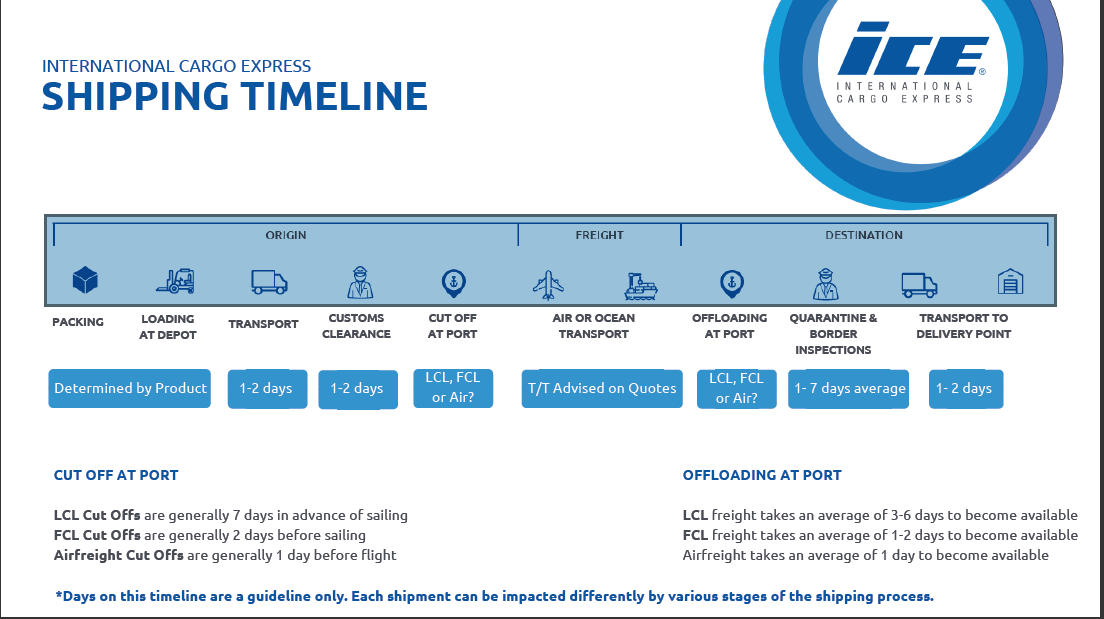 INTERNATIONAL CARGO EXPRESS
SHIPPING TIMELINE
iCE®
INTERNATIONAL
CARGO EXPRESS
ORIGIN
FREIGHT
DESTINATION
PACKING
LOADING
AT DEPOT
TRANSPORT
CUSTOMS
CLEARANCE
CUT OFF
AT PORT
AIR OR OCEAN
TRANSPORT
OFFLOADING
AT PORT
QUARANTINE &
BORDER
INSPECTIONS
TRANSPORT TO
DELIVERY POINT
Determined by Product
1-2 days
1-2 days
LCL, FCL
or Air?
T/T Advised on Quotes
LCL, FCL
or Air?
1- 7 days average
1- 2 days
CUT OFF AT PORT
LCL Cut Offs are generally 7 days in advance of sailing
FCL Cut Offs are generally 2 days before sailing
Airfreight Cut Offs are generally 1 day before flight
OFFLOADING AT PORT
LCL freight takes an average of 3-6 days to become available
FCL freight takes an average of 1-2 days to become available
Airfreight takes an average of 1 day to become available
*Days on this timeline are a guideline only. Each shipment can be impacted differently by various stages of the shipping process.